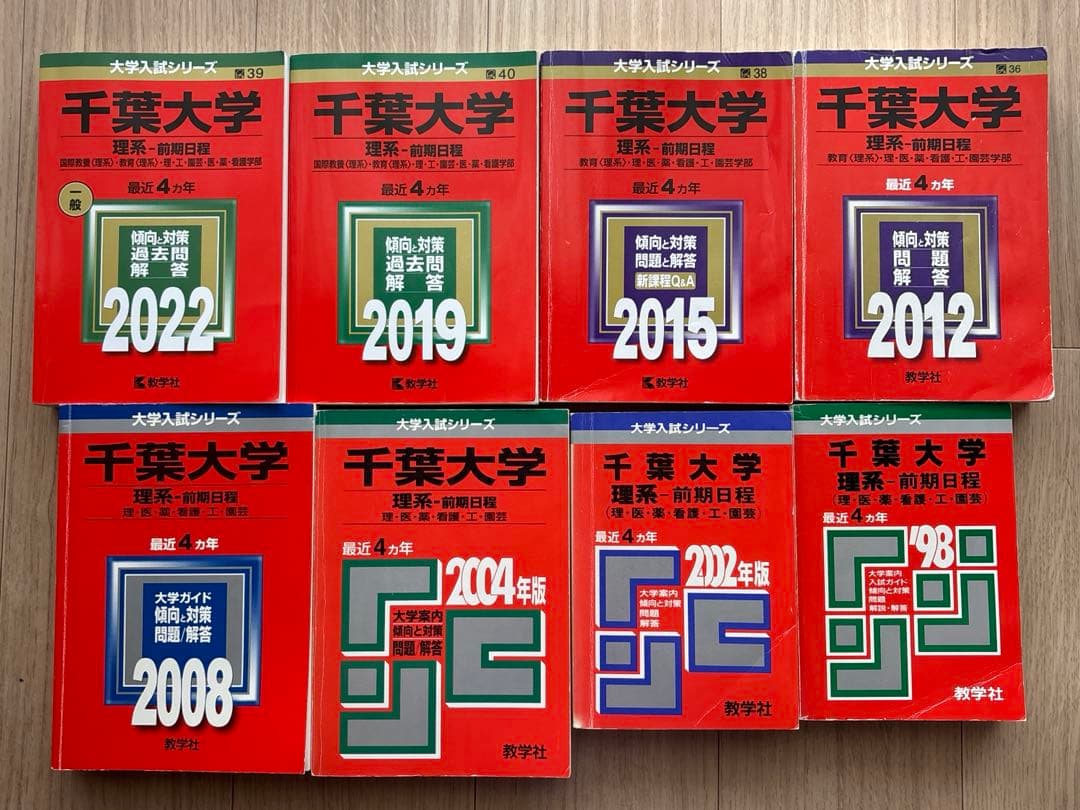 大学入試シリーズ
39
千葉大学
理系-前期日程
国際教養〈理系〉・教育〈理系〉・理・工・園芸・医・薬・看護学部
最近4カ年
一般
傾向と対策
過去問
解答
2022
教学社
大学入試シリーズ
40
千葉大学
理系-前期日程
国際教養〈理系〉・教育〈理系〉・理・工・園芸・医・薬・看護学部
最近4カ年
傾向と対策
過去問
解答
2019
教学社
大学入試シリーズ
38
千葉大学
理系-前期日程
教育〈理系〉・理・医・薬・看護・工・園芸学部
最近4カ年
傾向と対策
問題と解答
新課程Q&A
2015
教学社
大学入試シリーズ
36
千葉大学
理系-前期日程
教育〈理系〉・理・医・薬・看護・工・園芸学部
最近4カ年
傾向と対策
問題
解答
2012
教学社
大学入試シリーズ
千葉大学
理系-前期日程
理・医・薬・看護・工・園芸
最近4カ年
大学ガイド
傾向と対策
問題/解答
2008
教学社
大学入試シリーズ
千葉大学
理系-前期日程
理・医・薬・看護・工・園芸
最近4カ年
2004年版
大学案内
傾向と対策
問題/解答
教学社
大学入試シリーズ
千葉大学
理系-前期日程
(理・医・薬・看護・工・園芸)
最近4カ年
2002年版
大学案内
傾向と対策
問題
解答
教学社
大学入試シリーズ
千葉大学
理系-前期日程
(理・医・薬・看護・工・園芸)
最近4カ年
'98
大学案内
入試ガイド
傾向と対策
問題
解説・解答
教学社